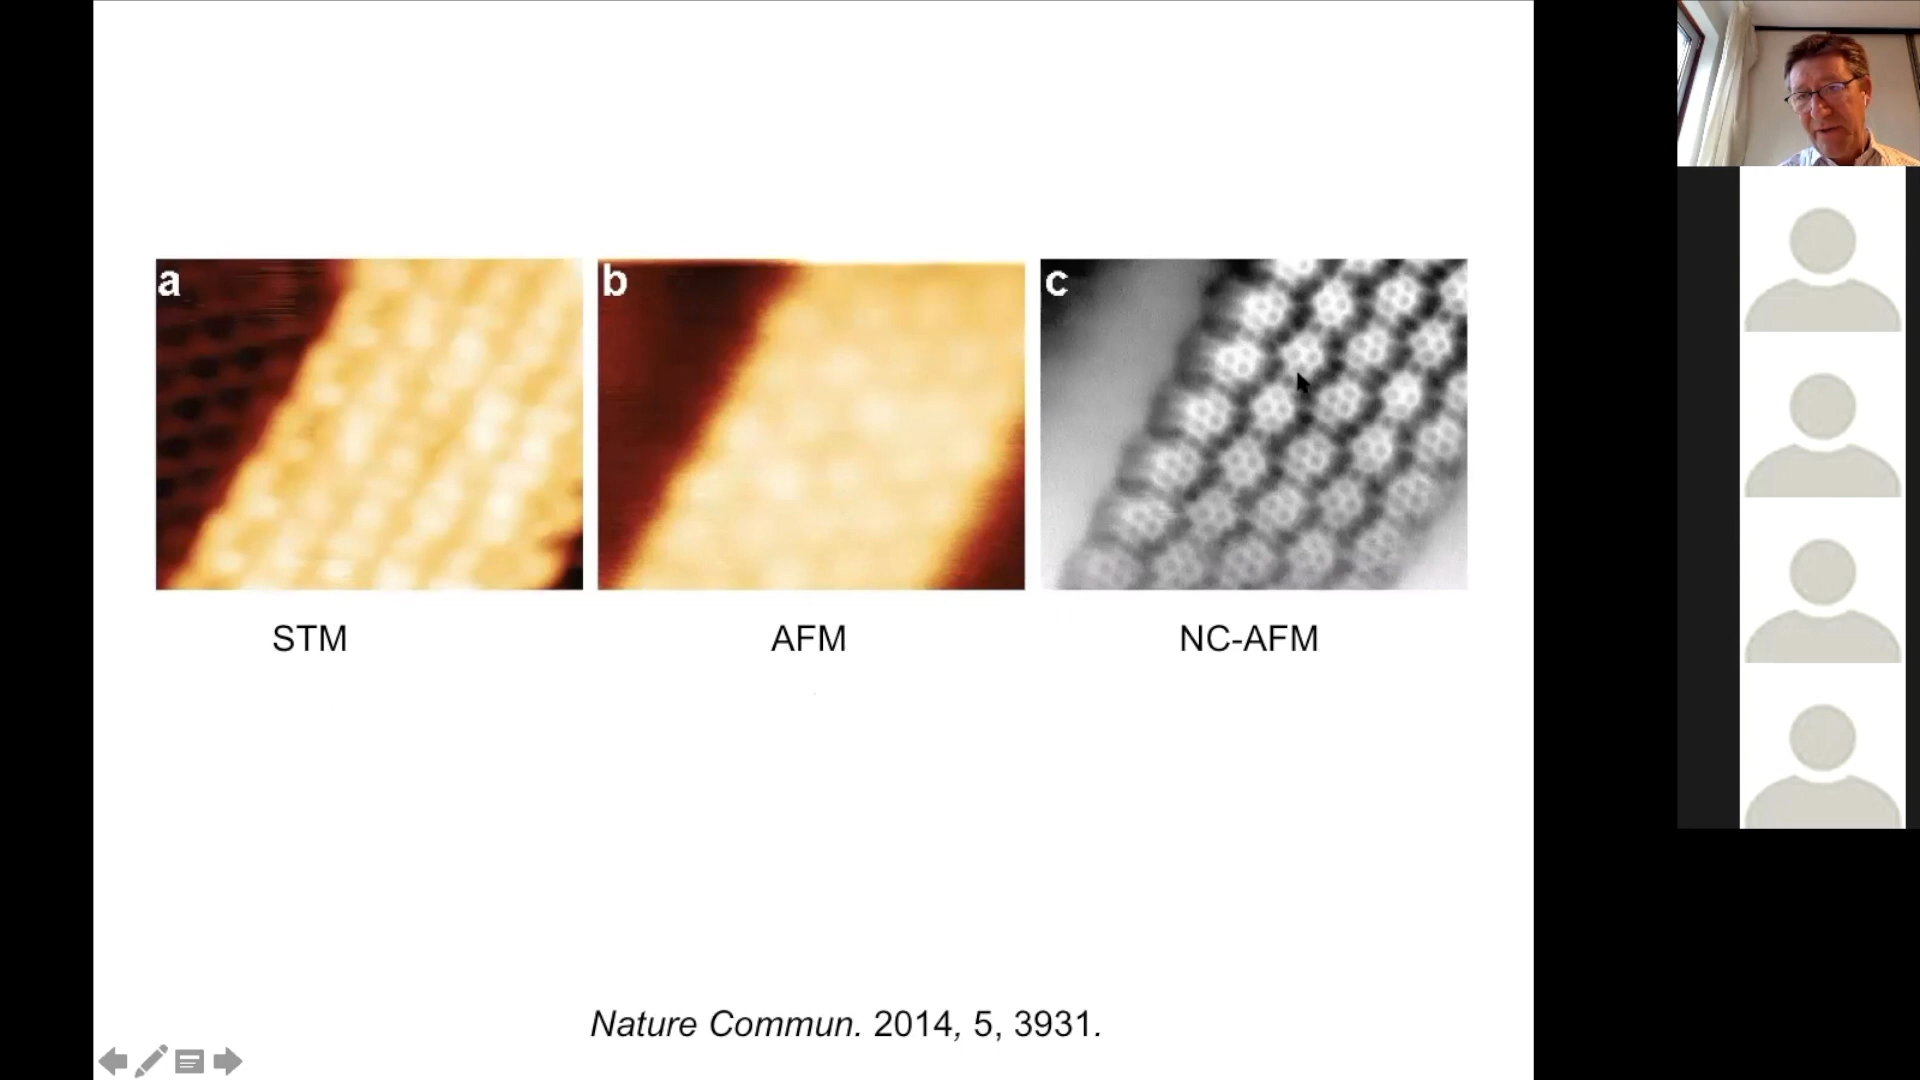 a
b
c
STM
AFM
NC-AFM
Nature Commun. 2014, 5, 3931.